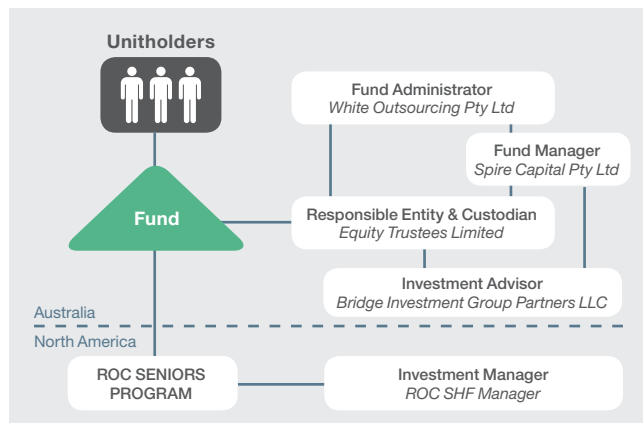 Unitholders
Fund Administrator
White Outsourcing Pty Ltd
Fund Manager
Spire Capital Pty Ltd
Fund
Responsible Entity & Custodian
Equity Trustees Limited
Investment Advisor
Bridge Investment Group Partners LLC
Australia
North America
ROC SENIORS
PROGRAM
Investment Manager
ROC SHF Manager